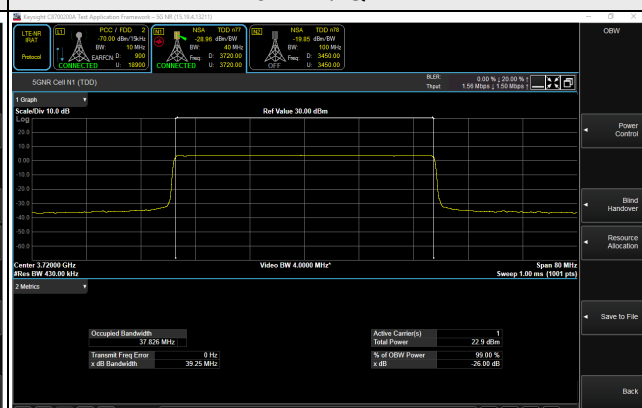 Keysight C8700200A Test Application Framework - 5G NR (15.19.4.13211)
LTE-NR IRAT
Protocol
L1 PCC / FDD 2
-70.00 dBm/15kHz
BW: 10 MHz
EARFCN D: 900
CONNECTED U: 18900
N1 NSA TDD n77
-28.96 dBm/BW
BW: 40 MHz
Freq D: 3720.00
CONNECTED U: 3720.00
N2 NSA TDD n78
-19.85 dBm/BW
BW: 100 MHz
Freq D: 3450.00
OFF U: 3450.00
OBW
5GNR Cell N1 (TDD)
BLER: 0.00 % ↓ 20.00 % ↑
Thput 1.56 Mbps ↓ 1.50 Mbps ↑
1 Graph
Scale/Div 10.0 dB
Ref Value 30.00 dBm
Log
20.0
10.0
0.00
-10.0
-20.0
-30.0
-40.0
-50.0
-60.0
Center 3.72000 GHz
Video BW 4.0000 MHz*
Span 80 MHz
#Res BW 430.00 kHz
Sweep 1.00 ms (1001 pts)
2 Metrics
Occupied Bandwidth
37.826 MHz
Transmit Freq Error 0 Hz
x dB Bandwidth 39.25 MHz
Active Carrier(s) 1
Total Power 22.9 dBm
% of OBW Power 99.00 %
x dB -26.00 dB
Power Control
Blind Handover
Resource Allocation
Save to File
Back